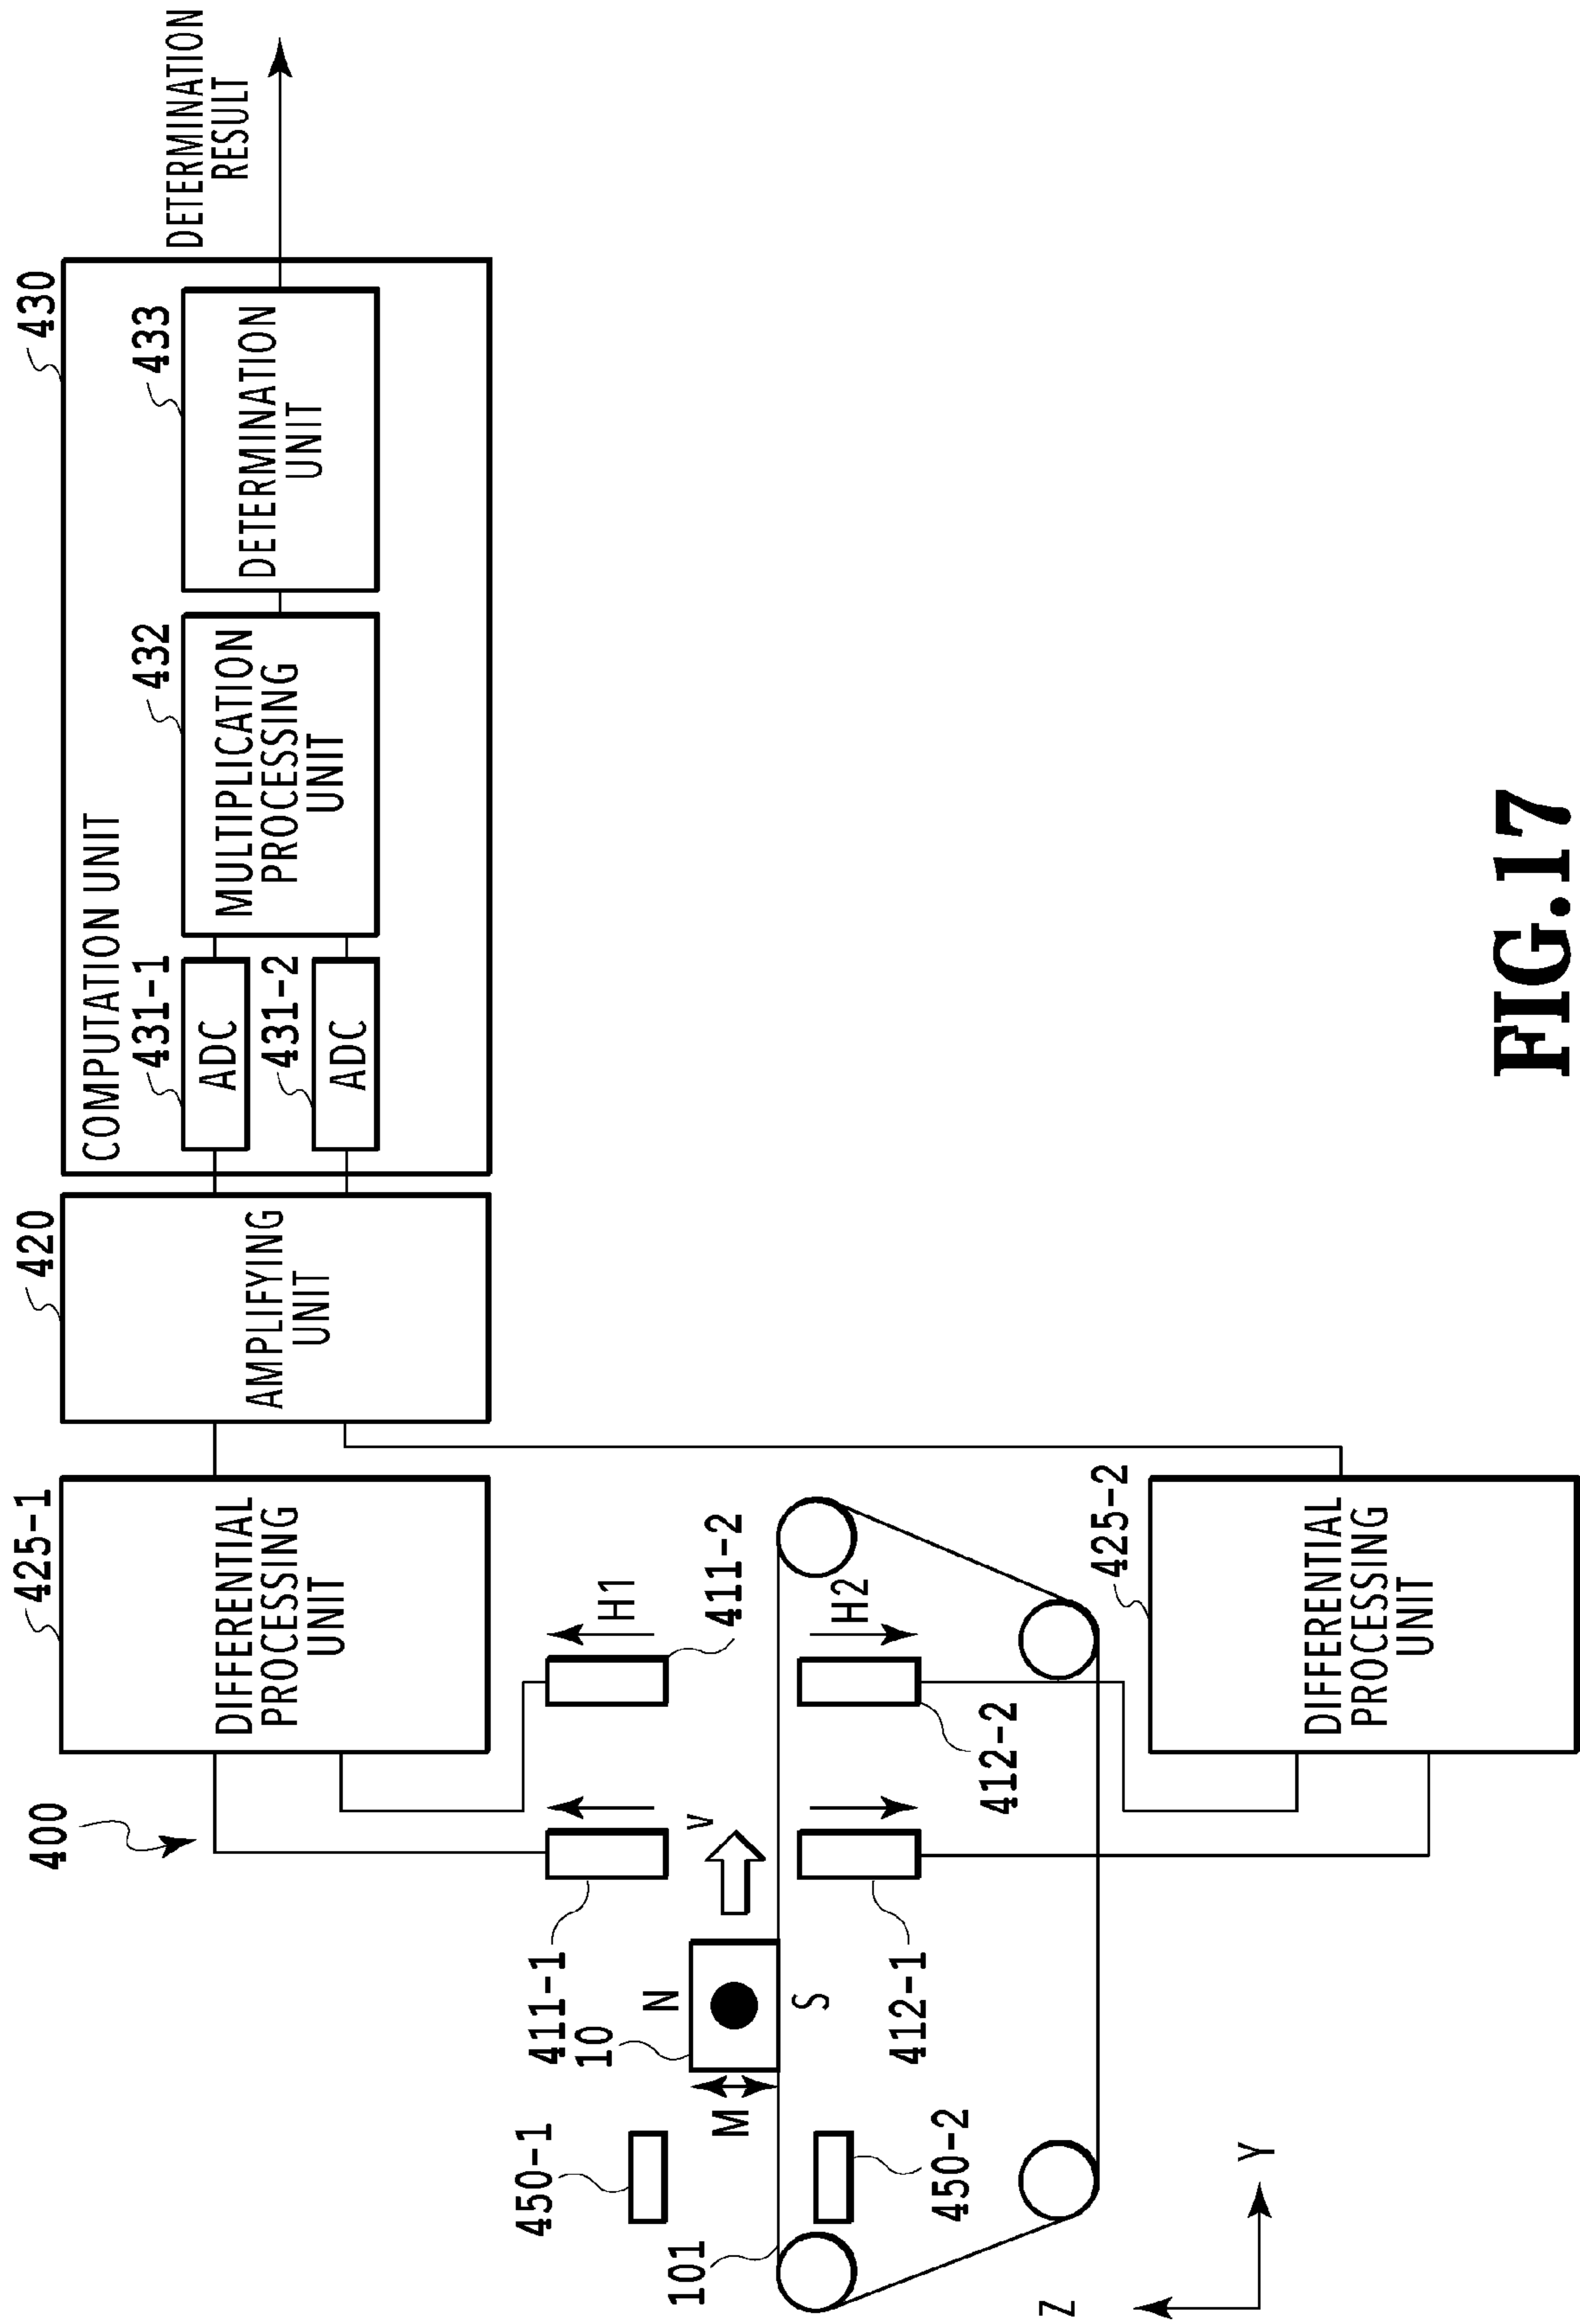 400
425-1
DIFFERENTIAL
PROCESSING
UNIT
420
AMPLIFYING
UNIT
430
COMPUTATION UNIT
431-1
ADC
431-2
ADC
432
MULTIPLICATION
PROCESSING
UNIT
433
DETERMINATION
UNIT
DETERMINATION
RESULT
H1
411-2
411-1
10
N
S
M
V
450-1
101
450-2
412-1
412-2
H2
425-2
DIFFERENTIAL
PROCESSING
UNIT
Z
Y
FIG.17